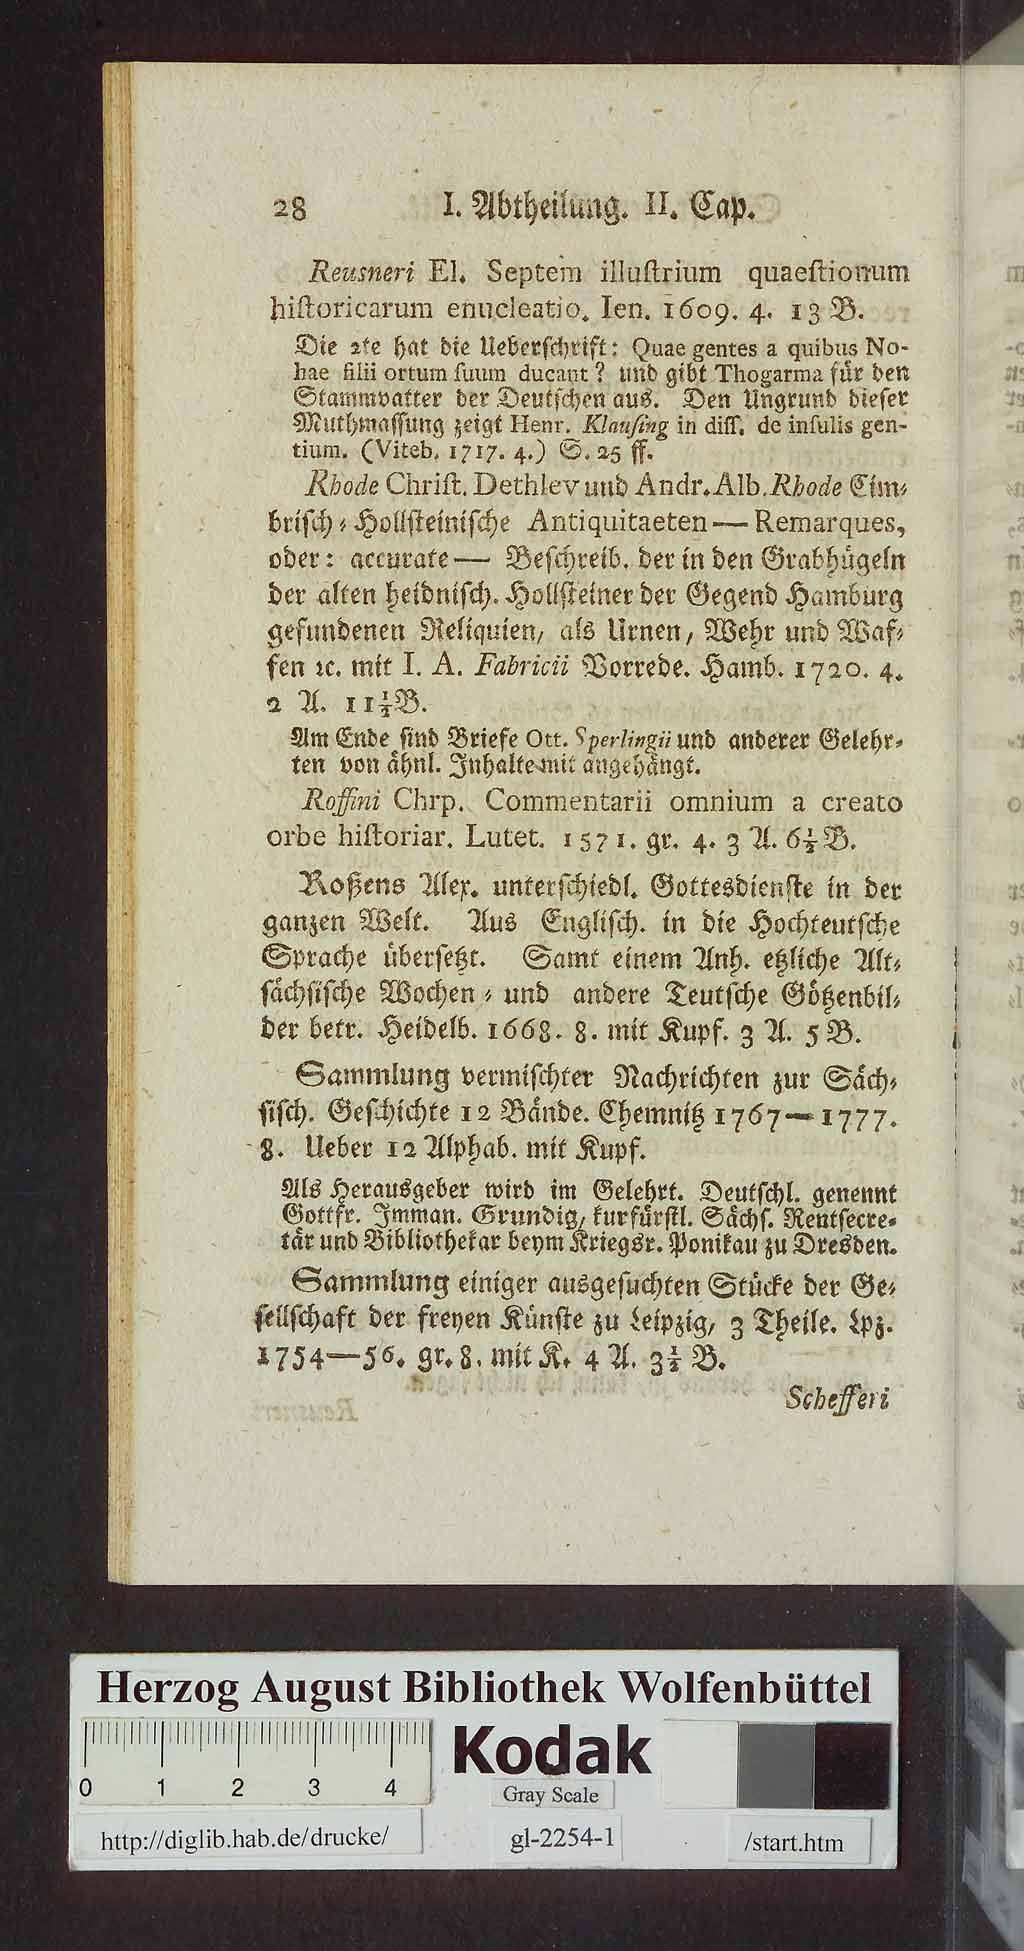 28 I. Abtheilung. II. Cap.
Reusneri El. Septem illuſtrium quaeſtionum
hiſtoricarum enucleatio. Ien. 1609. 4. 13 B.
Die 2te hat die Ueberſchrift: Quae gentes a quibus No-
hae filii ortum ſuum ducant? und gibt Thogarma für den
Stammvatter der Deutſchen aus. Den Ungrund dieſer
Muthmaſſung zeigt Henr. Klauſing in diſſ. de inſulis gen-
tium. (Viteb. 1717. 4.) S. 25 ff.
Rhode Chriſt. Dethlev und Andr. Alb. Rhode Cim-
briſch-Hollſteiniſche Antiquitaeten — Remarques,
oder: accurate — Beſchreib. der in den Grabhügeln
der alten heidniſch. Hollſteiner der Gegend Hamburg
gefundenen Reliquien, als Urnen, Wehr und Waf-
fen ꝛc. mit I. A. Fabricii Vorrede. Hamb. 1720. 4.
2 A. 11½ B.
Am Ende ſind Briefe Ott. Sperlingii und anderer Gelehr-
ten von ähnl. Inhalte mit angehängt.
Roffini Chrp. Commentarii omnium a creato
orbe hiſtoriar. Lutet. 1571. gr. 4. 3 A. 6½ B.
Roßens Alex. unterſchiedl. Gottesdienſte in der
ganzen Welt. Aus Engliſch. in die Hochteutſche
Sprache überſetzt. Samt einem Anh. etzliche Alt-
ſächſiſche Wochen- und andere Teutſche Götzenbil-
der betr. Heidelb. 1668. 8. mit Kupf. 3 A. 5 B.
Sammlung vermiſchter Nachrichten zur Säch-
ſiſch. Geſchichte 12 Bände. Chemnitz 1767—1777.
8. Ueber 12 Alphab. mit Kupf.
Als Herausgeber wird im Gelehrt. Deutſchl. genennt
Gottfr. Imman. Grundig, kurfürſtl. Sächſ. Rentſecre-
tär und Bibliothekar beym Kriegsr. Ponikau zu Dresden.
Sammlung einiger ausgeſuchten Stücke der Ge-
ſellſchaft der freyen Künſte zu Leipzig, 3 Theile. Lpz.
1754—56. gr. 8. mit K. 4 A. 3½ B.
Schefferi
Herzog August Bibliothek Wolfenbüttel
0 1 2 3 4
Kodak
Gray Scale
http://diglib.hab.de/drucke/ gl-2254-1 /start.htm